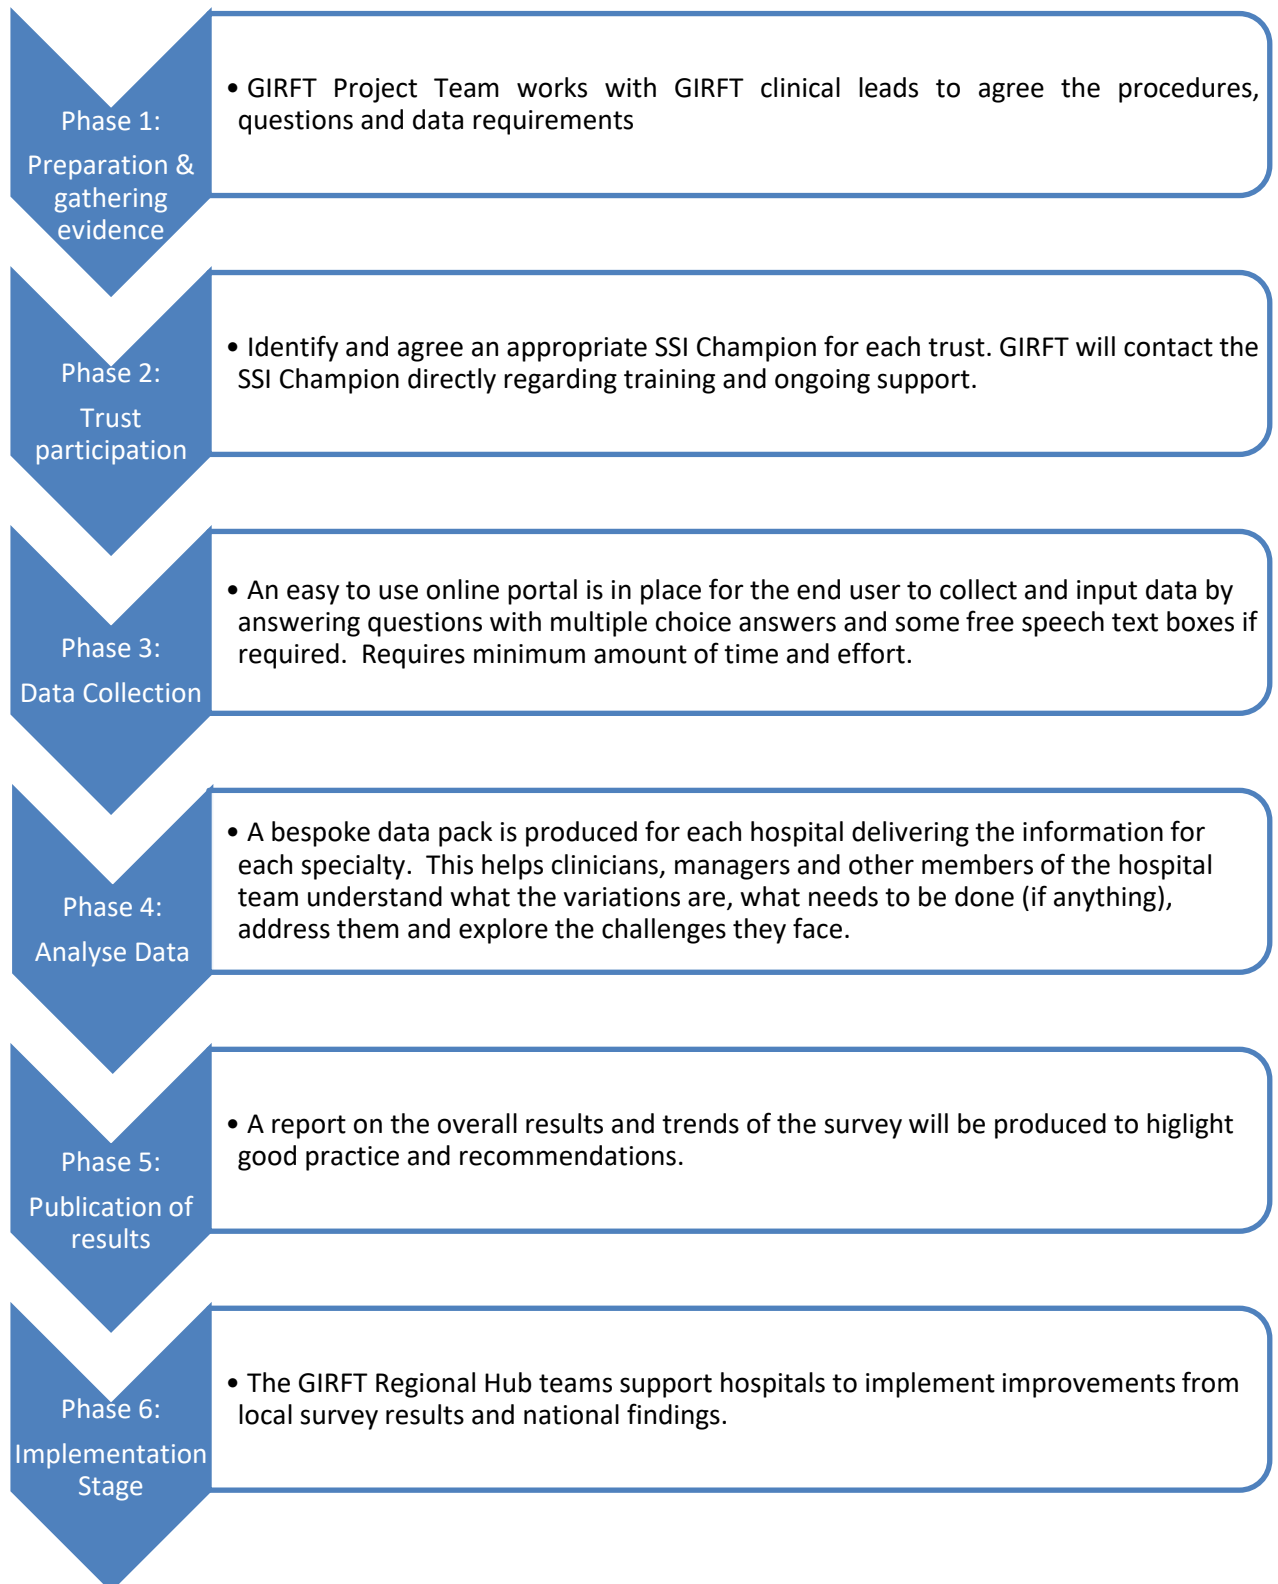 Phase 1:
Preparation &
gathering
evidence
• GIRFT Project Team works with GIRFT clinical leads to agree the procedures,
questions and data requirements
Phase 2:
Trust
participation
• Identify and agree an appropriate SSI Champion for each trust. GIRFT will contact the
SSI Champion directly regarding training and ongoing support.
Phase 3:
Data Collection
• An easy to use online portal is in place for the end user to collect and input data by
answering questions with multiple choice answers and some free speech text boxes if
required.  Requires minimum amount of time and effort.
Phase 4:
Analyse Data
• A bespoke data pack is produced for each hospital delivering the information for
each specialty.  This helps clinicians, managers and other members of the hospital
team understand what the variations are, what needs to be done (if anything),
address them and explore the challenges they face.
Phase 5:
Publication of
results
• A report on the overall results and trends of the survey will be produced to higlight
good practice and recommendations.
Phase 6:
Implementation
Stage
• The GIRFT Regional Hub teams support hospitals to implement improvements from
local survey results and national findings.